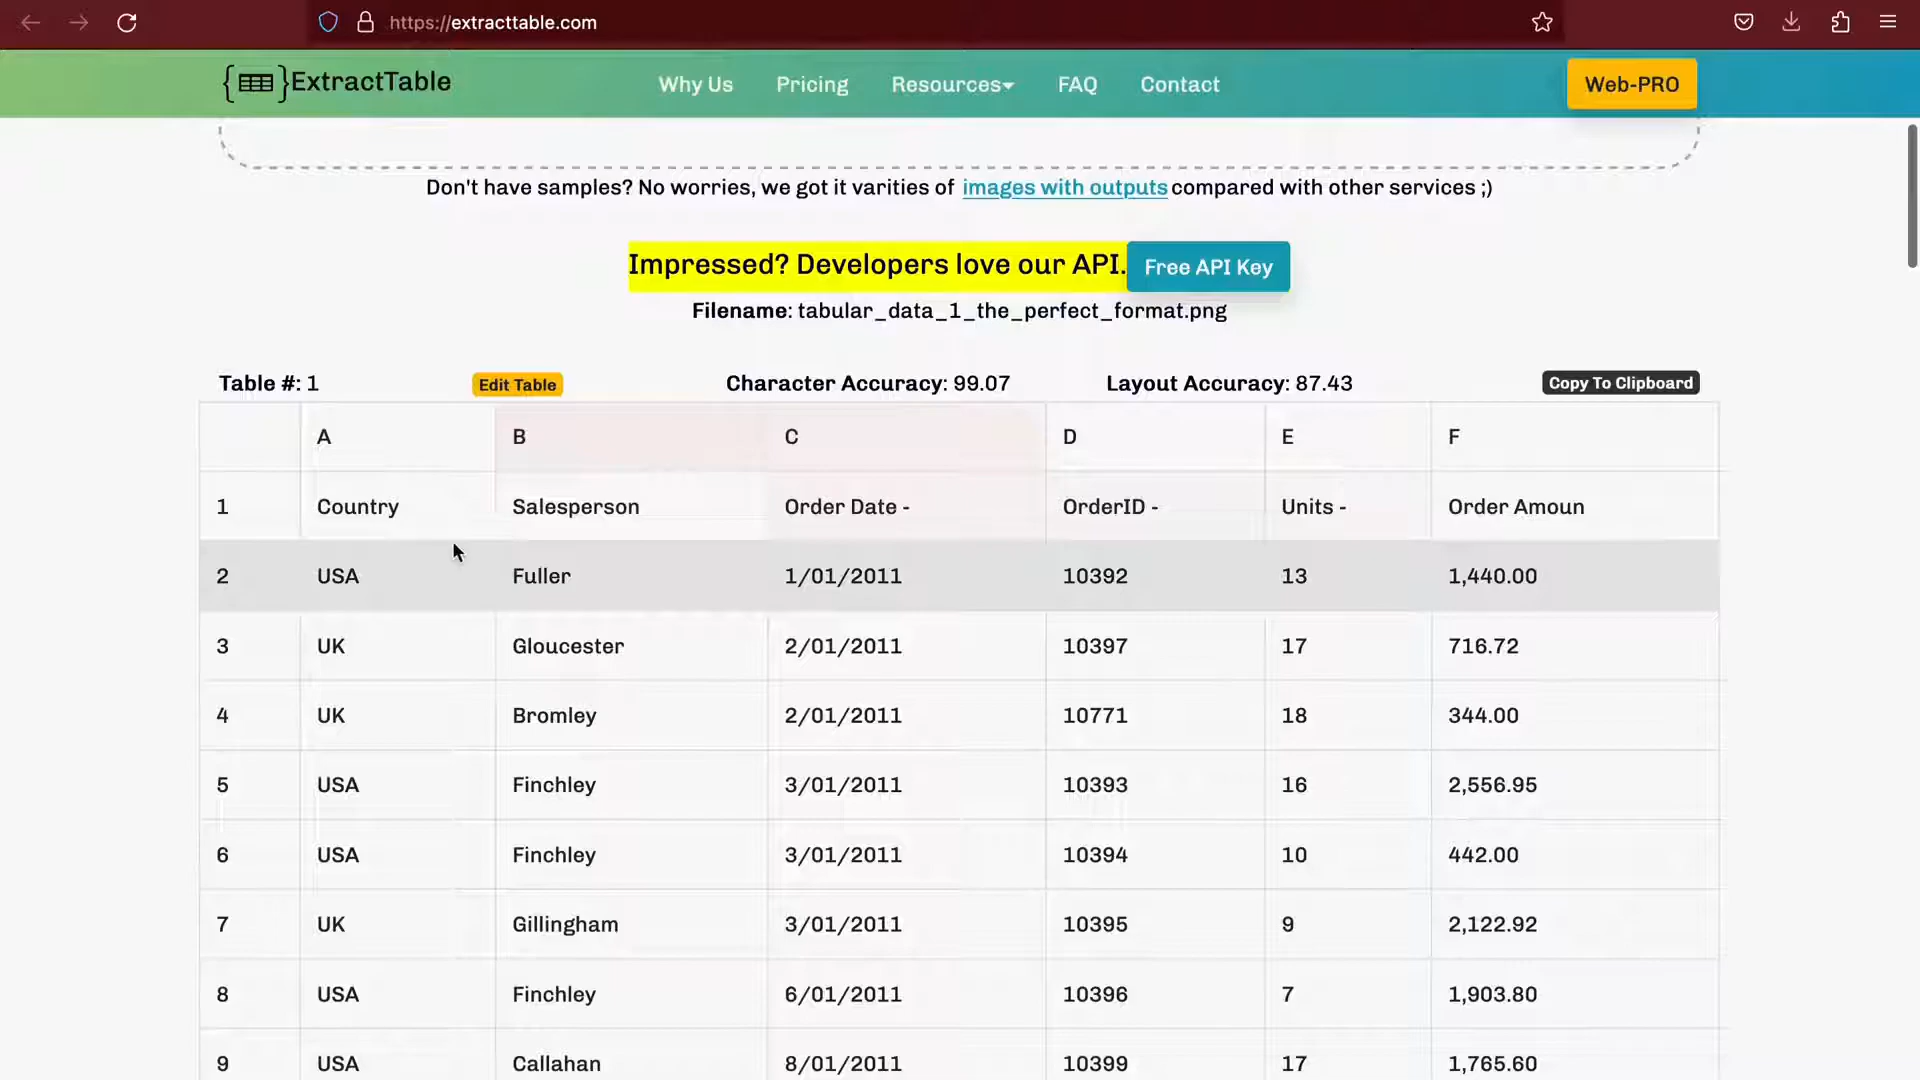 https://extracttable.com
{ }ExtractTable Why Us Pricing Resources FAQ Contact Web-PRO
Don't have samples? No worries, we got it varities of images with outputs compared with other services ;)
Impressed? Developers love our API. Free API Key
Filename: tabular_data_1_the_perfect_format.png
Table #: 1 Edit Table Character Accuracy: 99.07 Layout Accuracy: 87.43 Copy To Clipboard
A B C D E F
1 Country Salesperson Order Date - OrderID - Units - Order Amoun
2 USA Fuller 1/01/2011 10392 13 1,440.00
3 UK Gloucester 2/01/2011 10397 17 716.72
4 UK Bromley 2/01/2011 10771 18 344.00
5 USA Finchley 3/01/2011 10393 16 2,556.95
6 USA Finchley 3/01/2011 10394 10 442.00
7 UK Gillingham 3/01/2011 10395 9 2,122.92
8 USA Finchley 6/01/2011 10396 7 1,903.80
9 USA Callahan 8/01/2011 10399 17 1,765.60